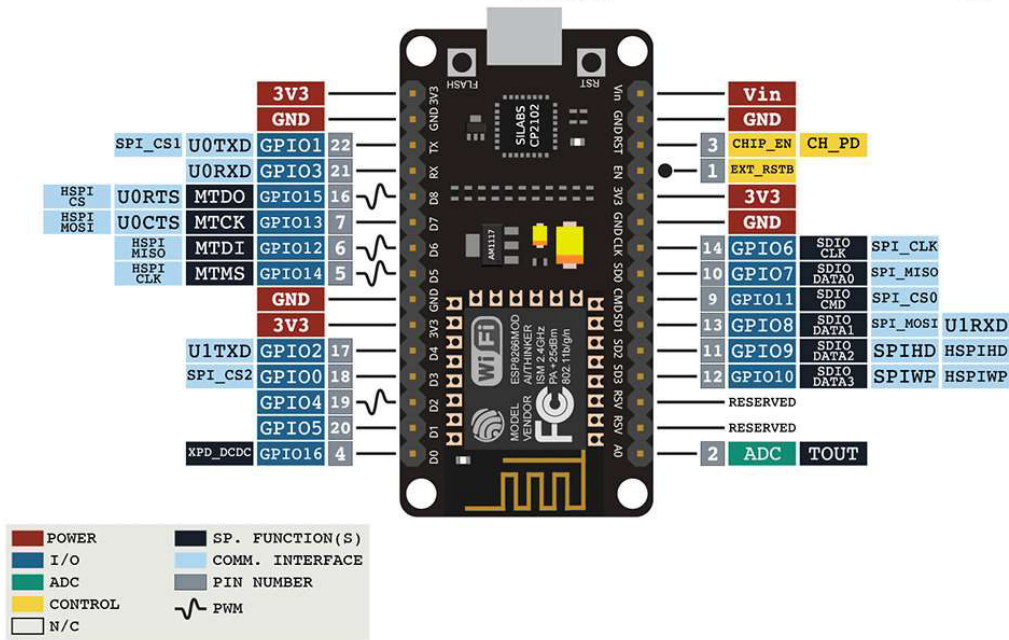 FLASH
RST
SILABS
CP2102
3V3 3V3
GND GND
SPI_CS1 U0TXD GPIO1 22 TX
U0RXD GPIO3 21 RX
HSPI CS U0RTS MTDO GPIO15 16 D8
HSPI MOSI U0CTS MTCK GPIO13 7 D7
HSPI MISO MTDI GPIO12 6 D6
HSPI CLK MTMS GPIO14 5 D5
GND GND
3V3 3V3
U1TXD GPIO2 17 D4
SPI_CS2 GPIO0 18 D3
GPIO4 19 D2
GPIO5 20 D1
XPD_DCDC GPIO16 4 D0
AM1117
WiFi
ESP8266MOD
AI/THINKER
ISM 2.4GHz
PA +25dBm
802.11b/g/n
MODEL
VENDOR
FC
Vin Vin
GND GND
RST 3 CHIP_EN CH_PD
EN 1 EXT_RSTB
3V3 3V3
GND GND
CLK 14 GPIO6 SDIO CLK SPI_CLK
SD0 10 GPIO7 SDIO DATA0 SPI_MISO
CMD 9 GPIO11 SDIO CMD SPI_CS0
SD1 13 GPIO8 SDIO DATA1 SPI_MOSI U1RXD
SD2 11 GPIO9 SDIO DATA2 SPIHD HSPIHD
SD3 12 GPIO10 SDIO DATA3 SPIWP HSPIWP
RSV RESERVED
RSV RESERVED
A0 2 ADC TOUT
POWER
I/O
ADC
CONTROL
N/C
SP. FUNCTION(S)
COMM. INTERFACE
PIN NUMBER
PWM